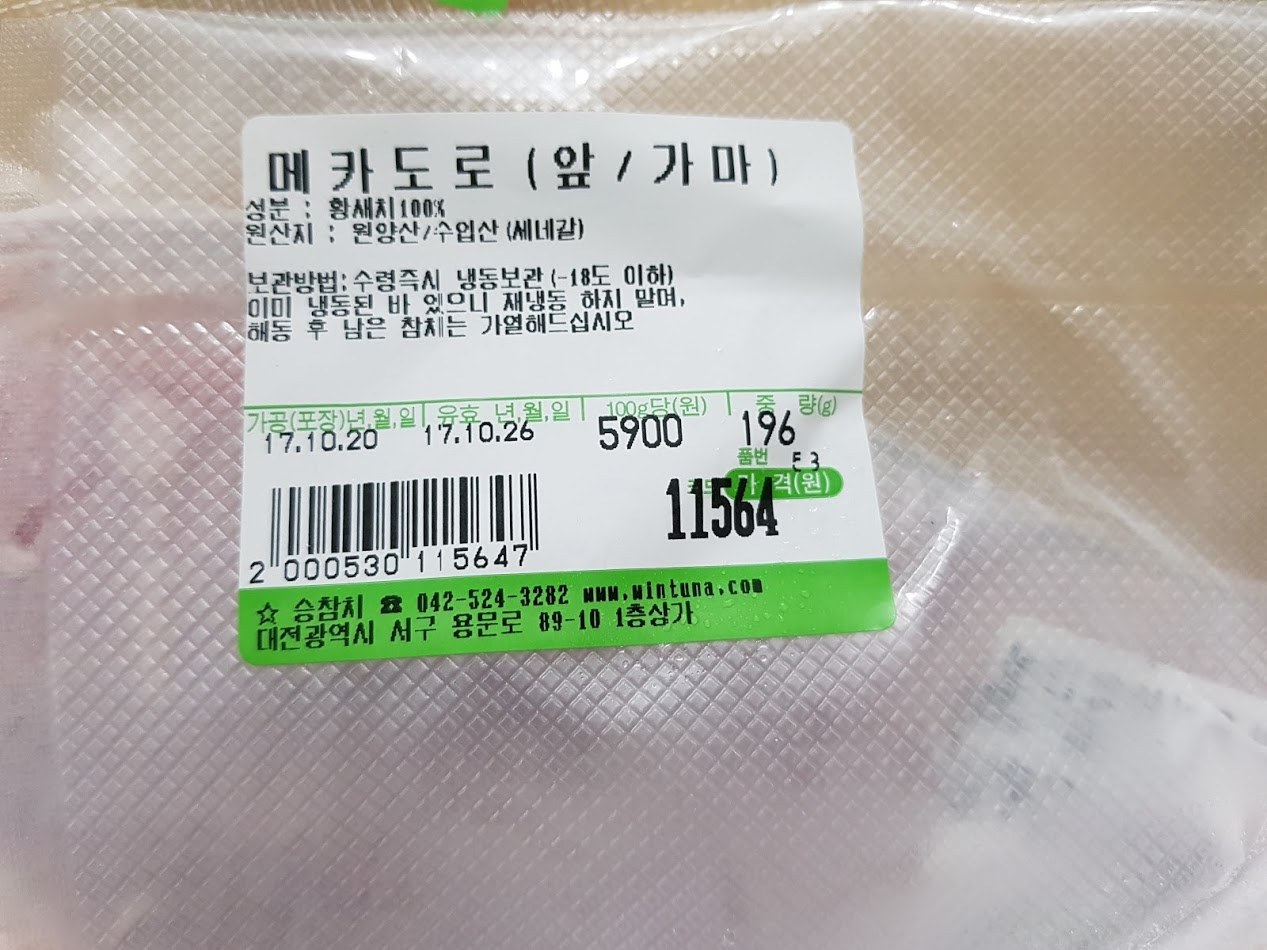 메카도로 (앞/가마)
성분 : 황새치100%
원산지 : 원양산/수입산(세네갈)
보관방법:수령즉시 냉동보관(-18도 이하)
이미 냉동된 바 있으니 재냉동 하지 말며,
해동 후 남은 참치는 가열해드십시오
가공(포장)년,월,일 유효 년,월,일 100g당(원) 중 량(g)
17.10.20 17.10.26 5900 196
품번 53
가격(원)
11564
2 000530 115647
☆ 승참치 ☎ 042-524-3282 www.wintuna.com
대전광역시 서구 용문로 89-10 1층상가